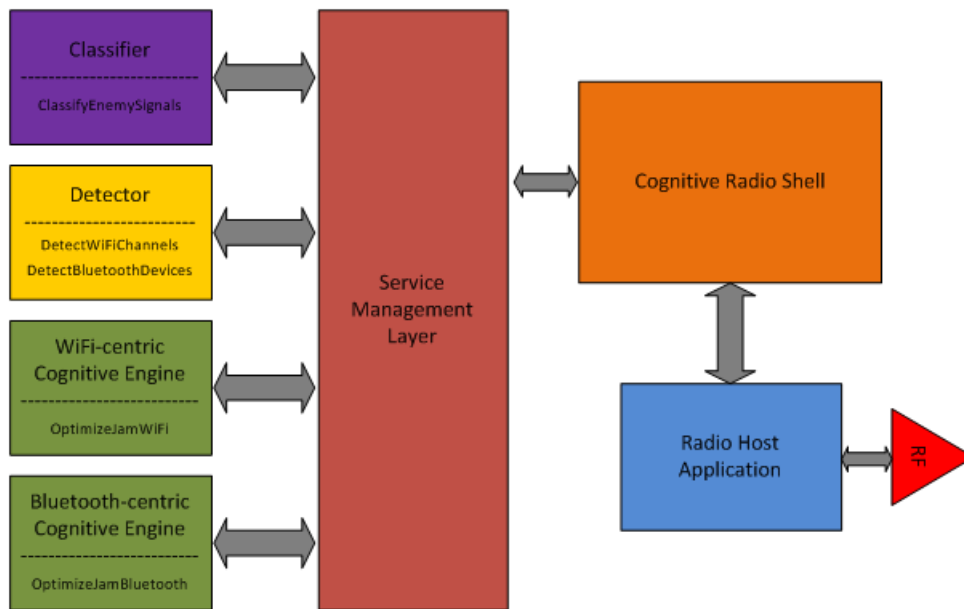 Classifier
ClassifyEnemySignals
Detector
DetectWiFiChannels
DetectBluetoothDevices
WiFi-centric
Cognitive Engine
OptimizeJamWiFi
Bluetooth-centric
Cognitive Engine
OptimizeJamBluetooth
Service
Management
Layer
Cognitive Radio Shell
Radio Host
Application
RF